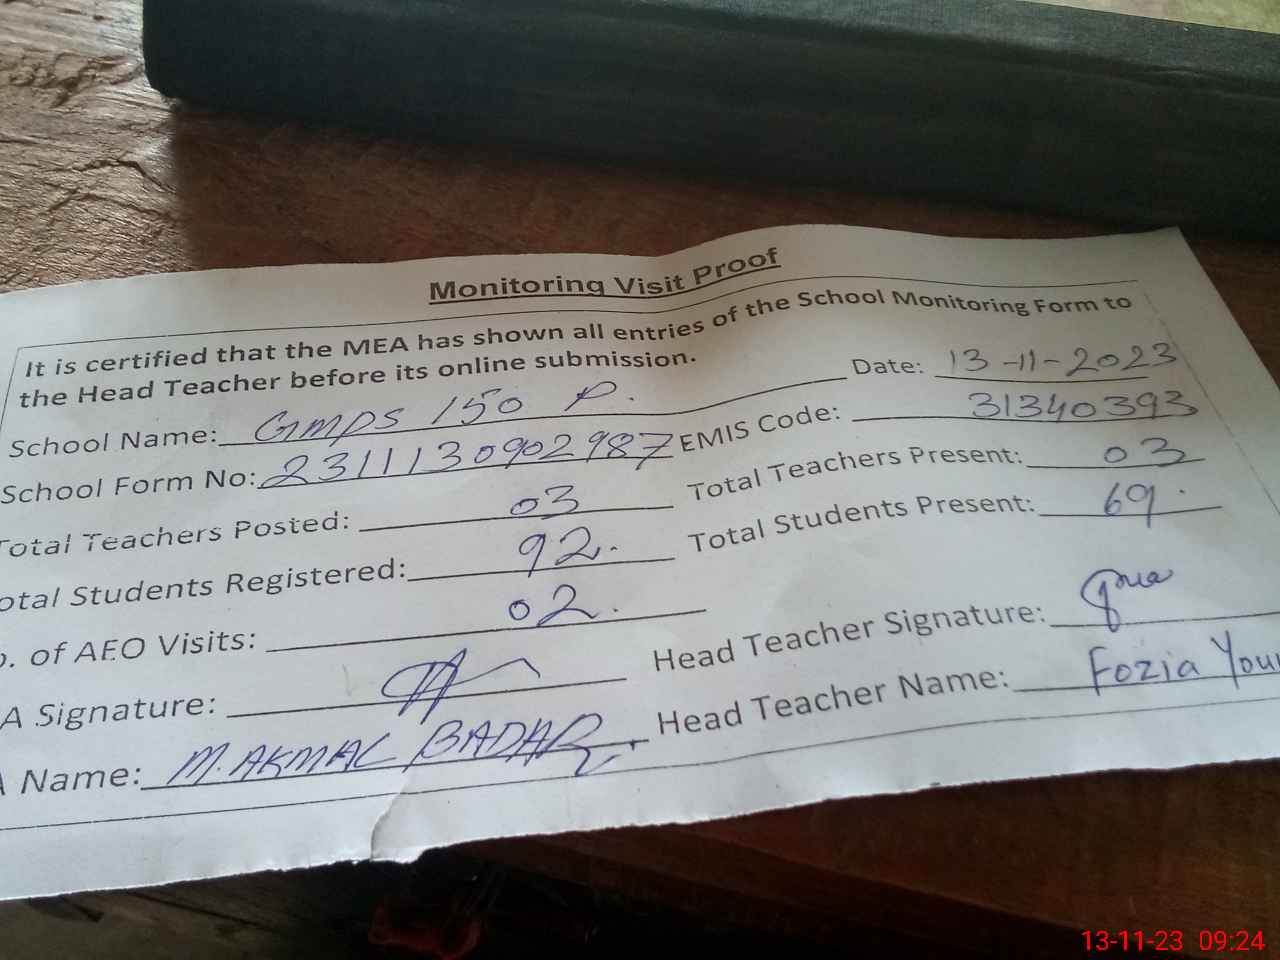 Monitoring Visit Proof
It is certified that the MEA has shown all entries of the School Monitoring Form to
the Head Teacher before its online submission.
Date: 13-11-2023
School Name: GMPS 150 P.
EMIS Code: 31340393
School Form No: 2311130902987
Total Teachers Present: 03
Total Teachers Posted: 03
Total Students Present: 69.
otal Students Registered: 92.
o. of AEO Visits: 02.
Head Teacher Signature:
A Signature:
Head Teacher Name: Fozia You
A Name: M. AKMAL BADAR
13-11-23 09:24